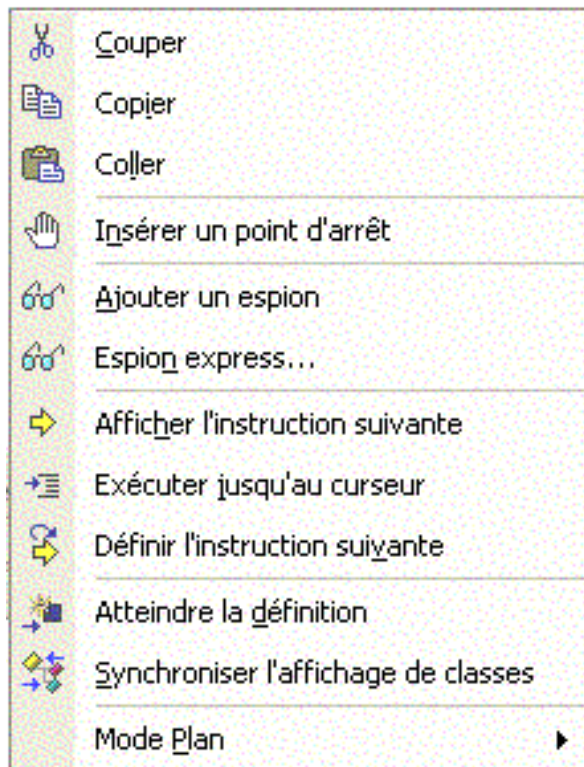 Couper
Copier
Coller
Insérer un point d'arrêt
Ajouter un espion
Espion express...
Afficher l'instruction suivante
Exécuter jusqu'au curseur
Définir l'instruction suivante
Atteindre la définition
Synchroniser l'affichage de classes
Mode Plan